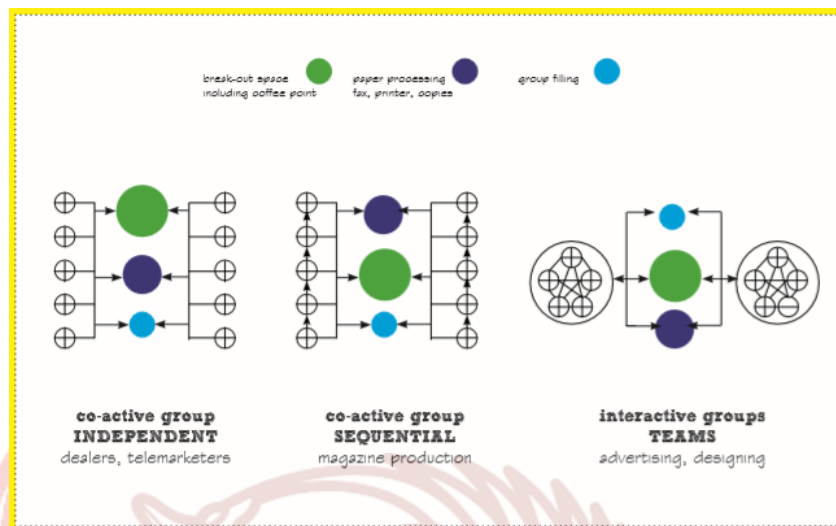 break-out space
including coffee point
paper processing
fax, printer, copies
group filling
co-active group
INDEPENDENT
dealers, telemarketers
co-active group
SEQUENTIAL
magazine production
interactive groups
TEAMS
advertising, designing